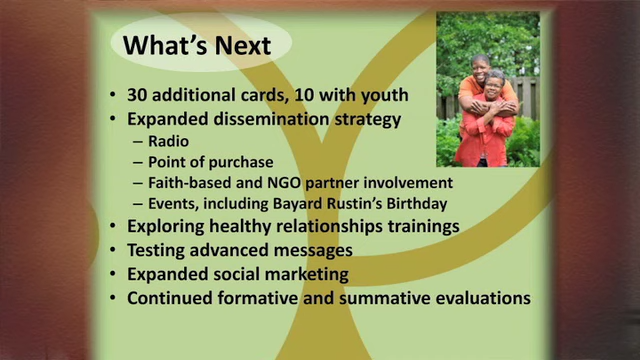 What's Next
• 30 additional cards, 10 with youth
• Expanded dissemination strategy
– Radio
– Point of purchase
– Faith-based and NGO partner involvement
– Events, including Bayard Rustin's Birthday
• Exploring healthy relationships trainings
• Testing advanced messages
• Expanded social marketing
• Continued formative and summative evaluations